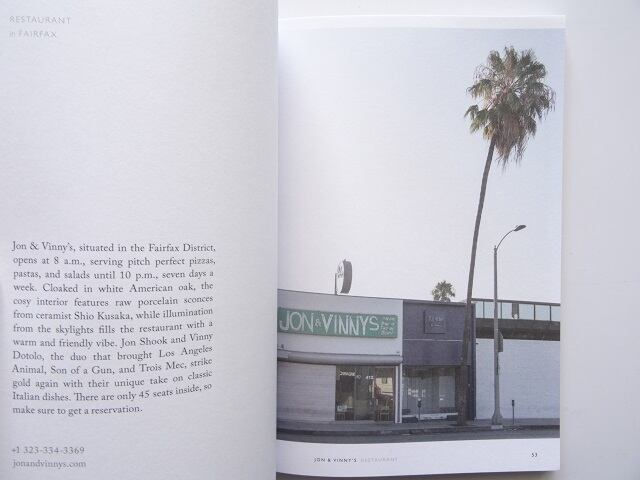 RESTAURANT
in FAIRFAX
Jon & Vinny's, situated in the Fairfax District,
opens at 8 a.m., serving pitch perfect pizzas,
pastas, and salads until 10 p.m., seven days a
week. Cloaked in white American oak, the
cosy interior features raw porcelain sconces
from ceramist Shio Kusaka, while illumination
from the skylights fills the restaurant with a
warm and friendly vibe. Jon Shook and Vinny
Dotolo, the duo that brought Los Angeles
Animal, Son of a Gun, and Trois Mec, strike
gold again with their unique take on classic
Italian dishes. There are only 45 seats inside, so
make sure to get a reservation.
+1 323-334-3369
jonandvinnys.com
JON & VINNYS
412
JON & VINNY'S RESTAURANT
53